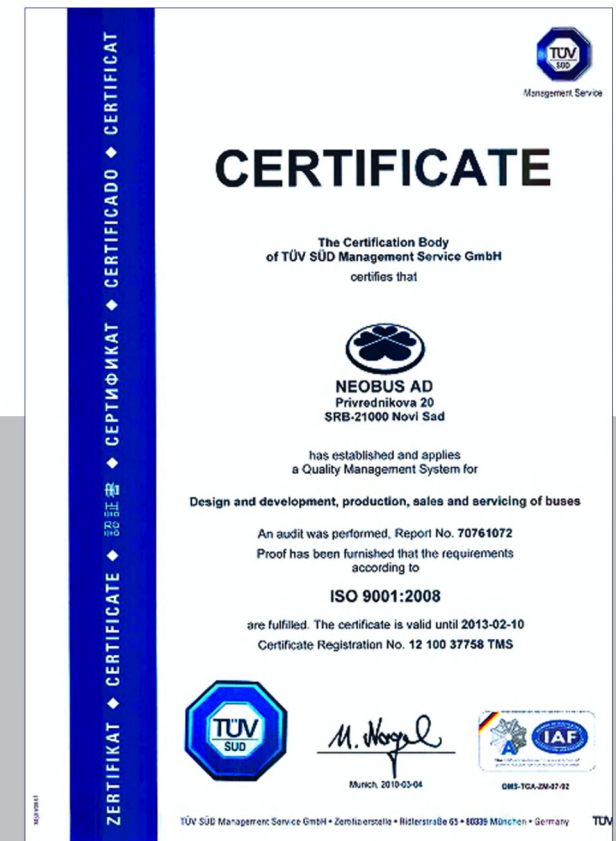 ZERTIFIKAT ◆ CERTIFICATE ◆ 認証書 ◆ СЕРТИФИКАТ ◆ CERTIFICADO ◆ CERTIFICAT
TÜV
SÜD
Management Service
CERTIFICATE
The Certification Body
of TÜV SÜD Management Service GmbH
certifies that
NEOBUS AD
Privrednikova 20
SRB-21000 Novi Sad
has established and applies
a Quality Management System for
Design and development, production, sales and servicing of buses
An audit was performed, Report No. 70761072
Proof has been furnished that the requirements
according to
ISO 9001:2008
are fulfilled. The certificate is valid until 2013-02-10
Certificate Registration No. 12 100 37758 TMS
TÜV
SÜD
Munich, 2010-03-04
A
IAF
QMS-TGA-ZM-07-92
TÜV SÜD Management Service GmbH • Zertifizierstelle • Ridlerstraße 65 • 80339 München • Germany
TÜV